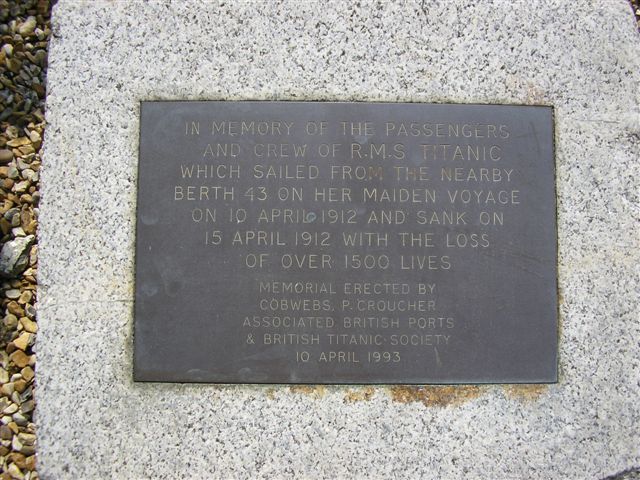 IN MEMORY OF THE PASSENGERS
AND CREW OF R.M.S TITANIC
WHICH SAILED FROM THE NEARBY
BERTH 43 ON HER MAIDEN VOYAGE
ON 10 APRIL 1912 AND SANK ON
15 APRIL 1912 WITH THE LOSS
OF OVER 1500 LIVES
MEMORIAL ERECTED BY
COBWEBS, P. CROUCHER
ASSOCIATED BRITISH PORTS
& BRITISH TITANIC SOCIETY
10 APRIL 1993